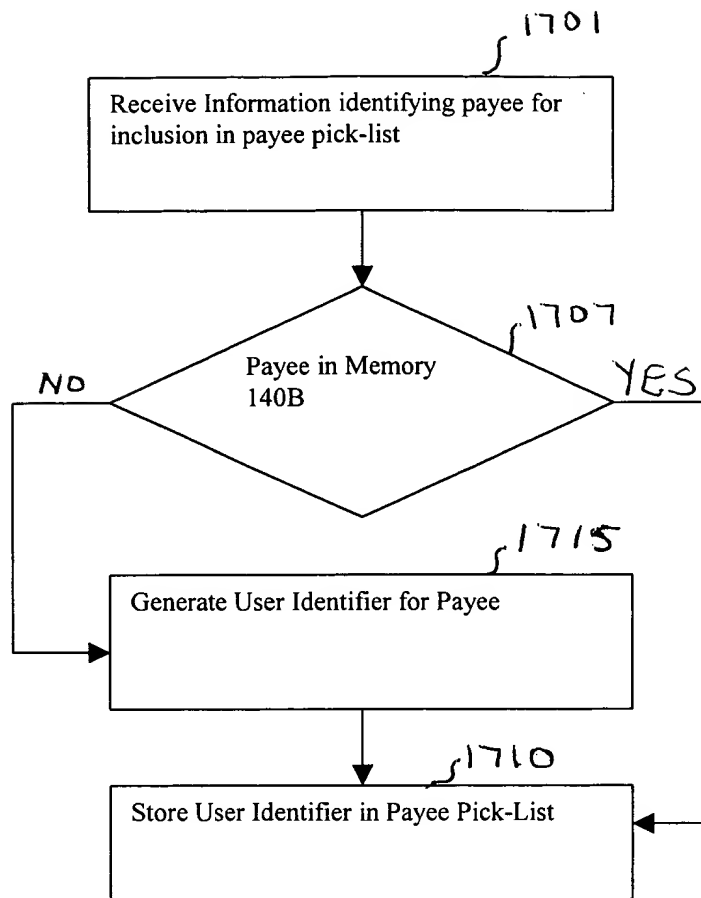 1701
Receive Information identifying payee for
inclusion in payee pick-list
1707
Payee in Memory
140B
NO
YES
1715
Generate User Identifier for Payee
1710
Store User Identifier in Payee Pick-List